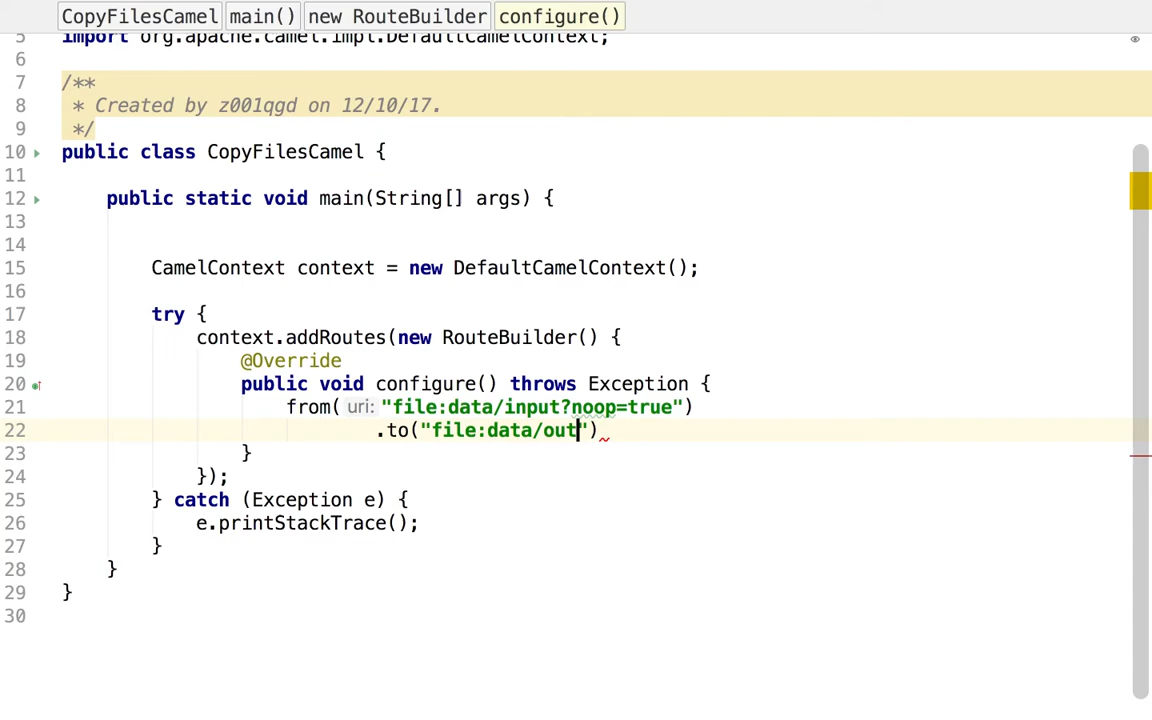 CopyFilesCamel main() new RouteBuilder configure()
5 import org.apache.camel.impl.DefaultCamelContext;
6
7 /**
8  * Created by z001qgd on 12/10/17.
9  */
10 public class CopyFilesCamel {
11
12     public static void main(String[] args) {
13
14
15         CamelContext context = new DefaultCamelContext();
16
17         try {
18             context.addRoutes(new RouteBuilder() {
19                 @Override
20                 public void configure() throws Exception {
21                     from( uri: "file:data/input?noop=true")
22                             .to("file:data/out")
23                 }
24             });
25         } catch (Exception e) {
26             e.printStackTrace();
27         }
28     }
29 }
30